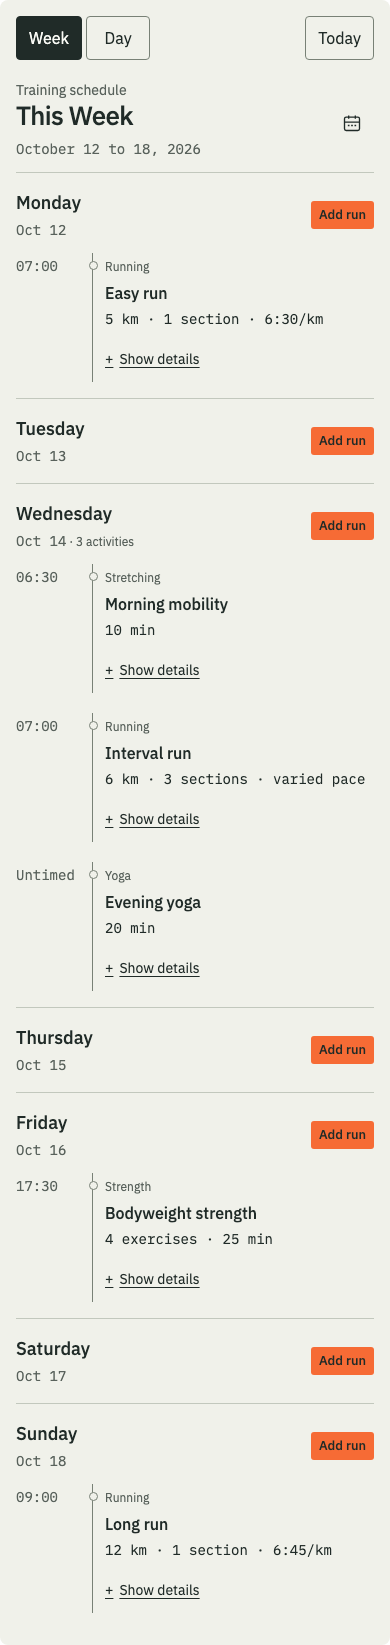 Week Day Today
Training schedule
This Week
October 12 to 18, 2026
Monday
Add run
Oct 12
07:00 Running
Easy run
5 km · 1 section · 6:30/km
+ Show details
Tuesday
Add run
Oct 13
Wednesday
Add run
Oct 14 · 3 activities
06:30 Stretching
Morning mobility
10 min
+ Show details
07:00 Running
Interval run
6 km · 3 sections · varied pace
+ Show details
Untimed Yoga
Evening yoga
20 min
+ Show details
Thursday
Add run
Oct 15
Friday
Add run
Oct 16
17:30 Strength
Bodyweight strength
4 exercises · 25 min
+ Show details
Saturday
Add run
Oct 17
Sunday
Add run
Oct 18
09:00 Running
Long run
12 km · 1 section · 6:45/km
+ Show details